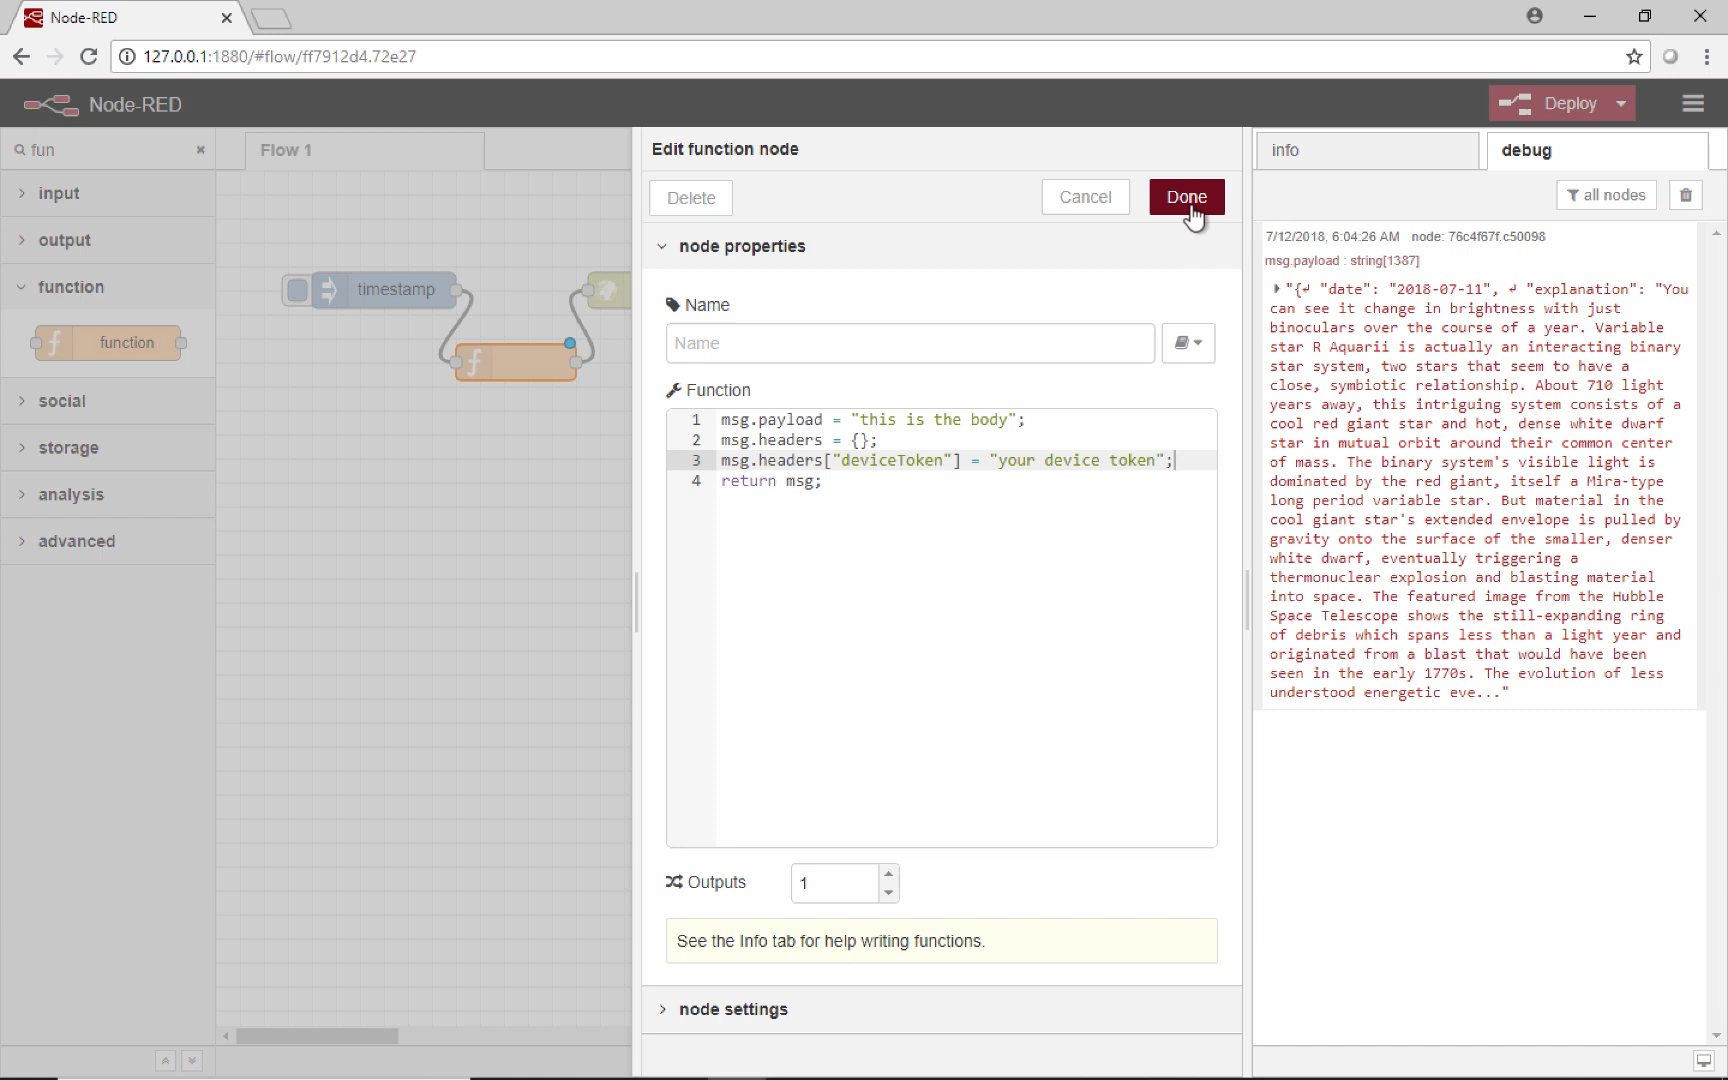 Node-RED
127.0.0.1:1880/#flow/ff7912d4.72e27
Node-RED
Deploy
fun
input
output
function
function
social
storage
analysis
advanced
Flow 1
timestamp
Edit function node
Delete
Cancel
Done
node properties
Name
Name
Function
1 msg.payload = "this is the body";
2 msg.headers = {};
3 msg.headers["deviceToken"] = "your device token";
4 return msg;
Outputs
1
See the Info tab for help writing functions.
node settings
info
debug
all nodes
7/12/2018, 6:04:26 AM node: 76c4f67f.c50098
msg.payload : string[1387]
"{↲ "date": "2018-07-11", ↲ "explanation": "You
can see it change in brightness with just
binoculars over the course of a year. Variable
star R Aquarii is actually an interacting binary
star system, two stars that seem to have a
close, symbiotic relationship. About 710 light
years away, this intriguing system consists of a
cool red giant star and hot, dense white dwarf
star in mutual orbit around their common center
of mass. The binary system's visible light is
dominated by the red giant, itself a Mira-type
long period variable star. But material in the
cool giant star's extended envelope is pulled by
gravity onto the surface of the smaller, denser
white dwarf, eventually triggering a
thermonuclear explosion and blasting material
into space. The featured image from the Hubble
Space Telescope shows the still-expanding ring
of debris which spans less than a light year and
originated from a blast that would have been
seen in the early 1770s. The evolution of less
understood energetic eve..."